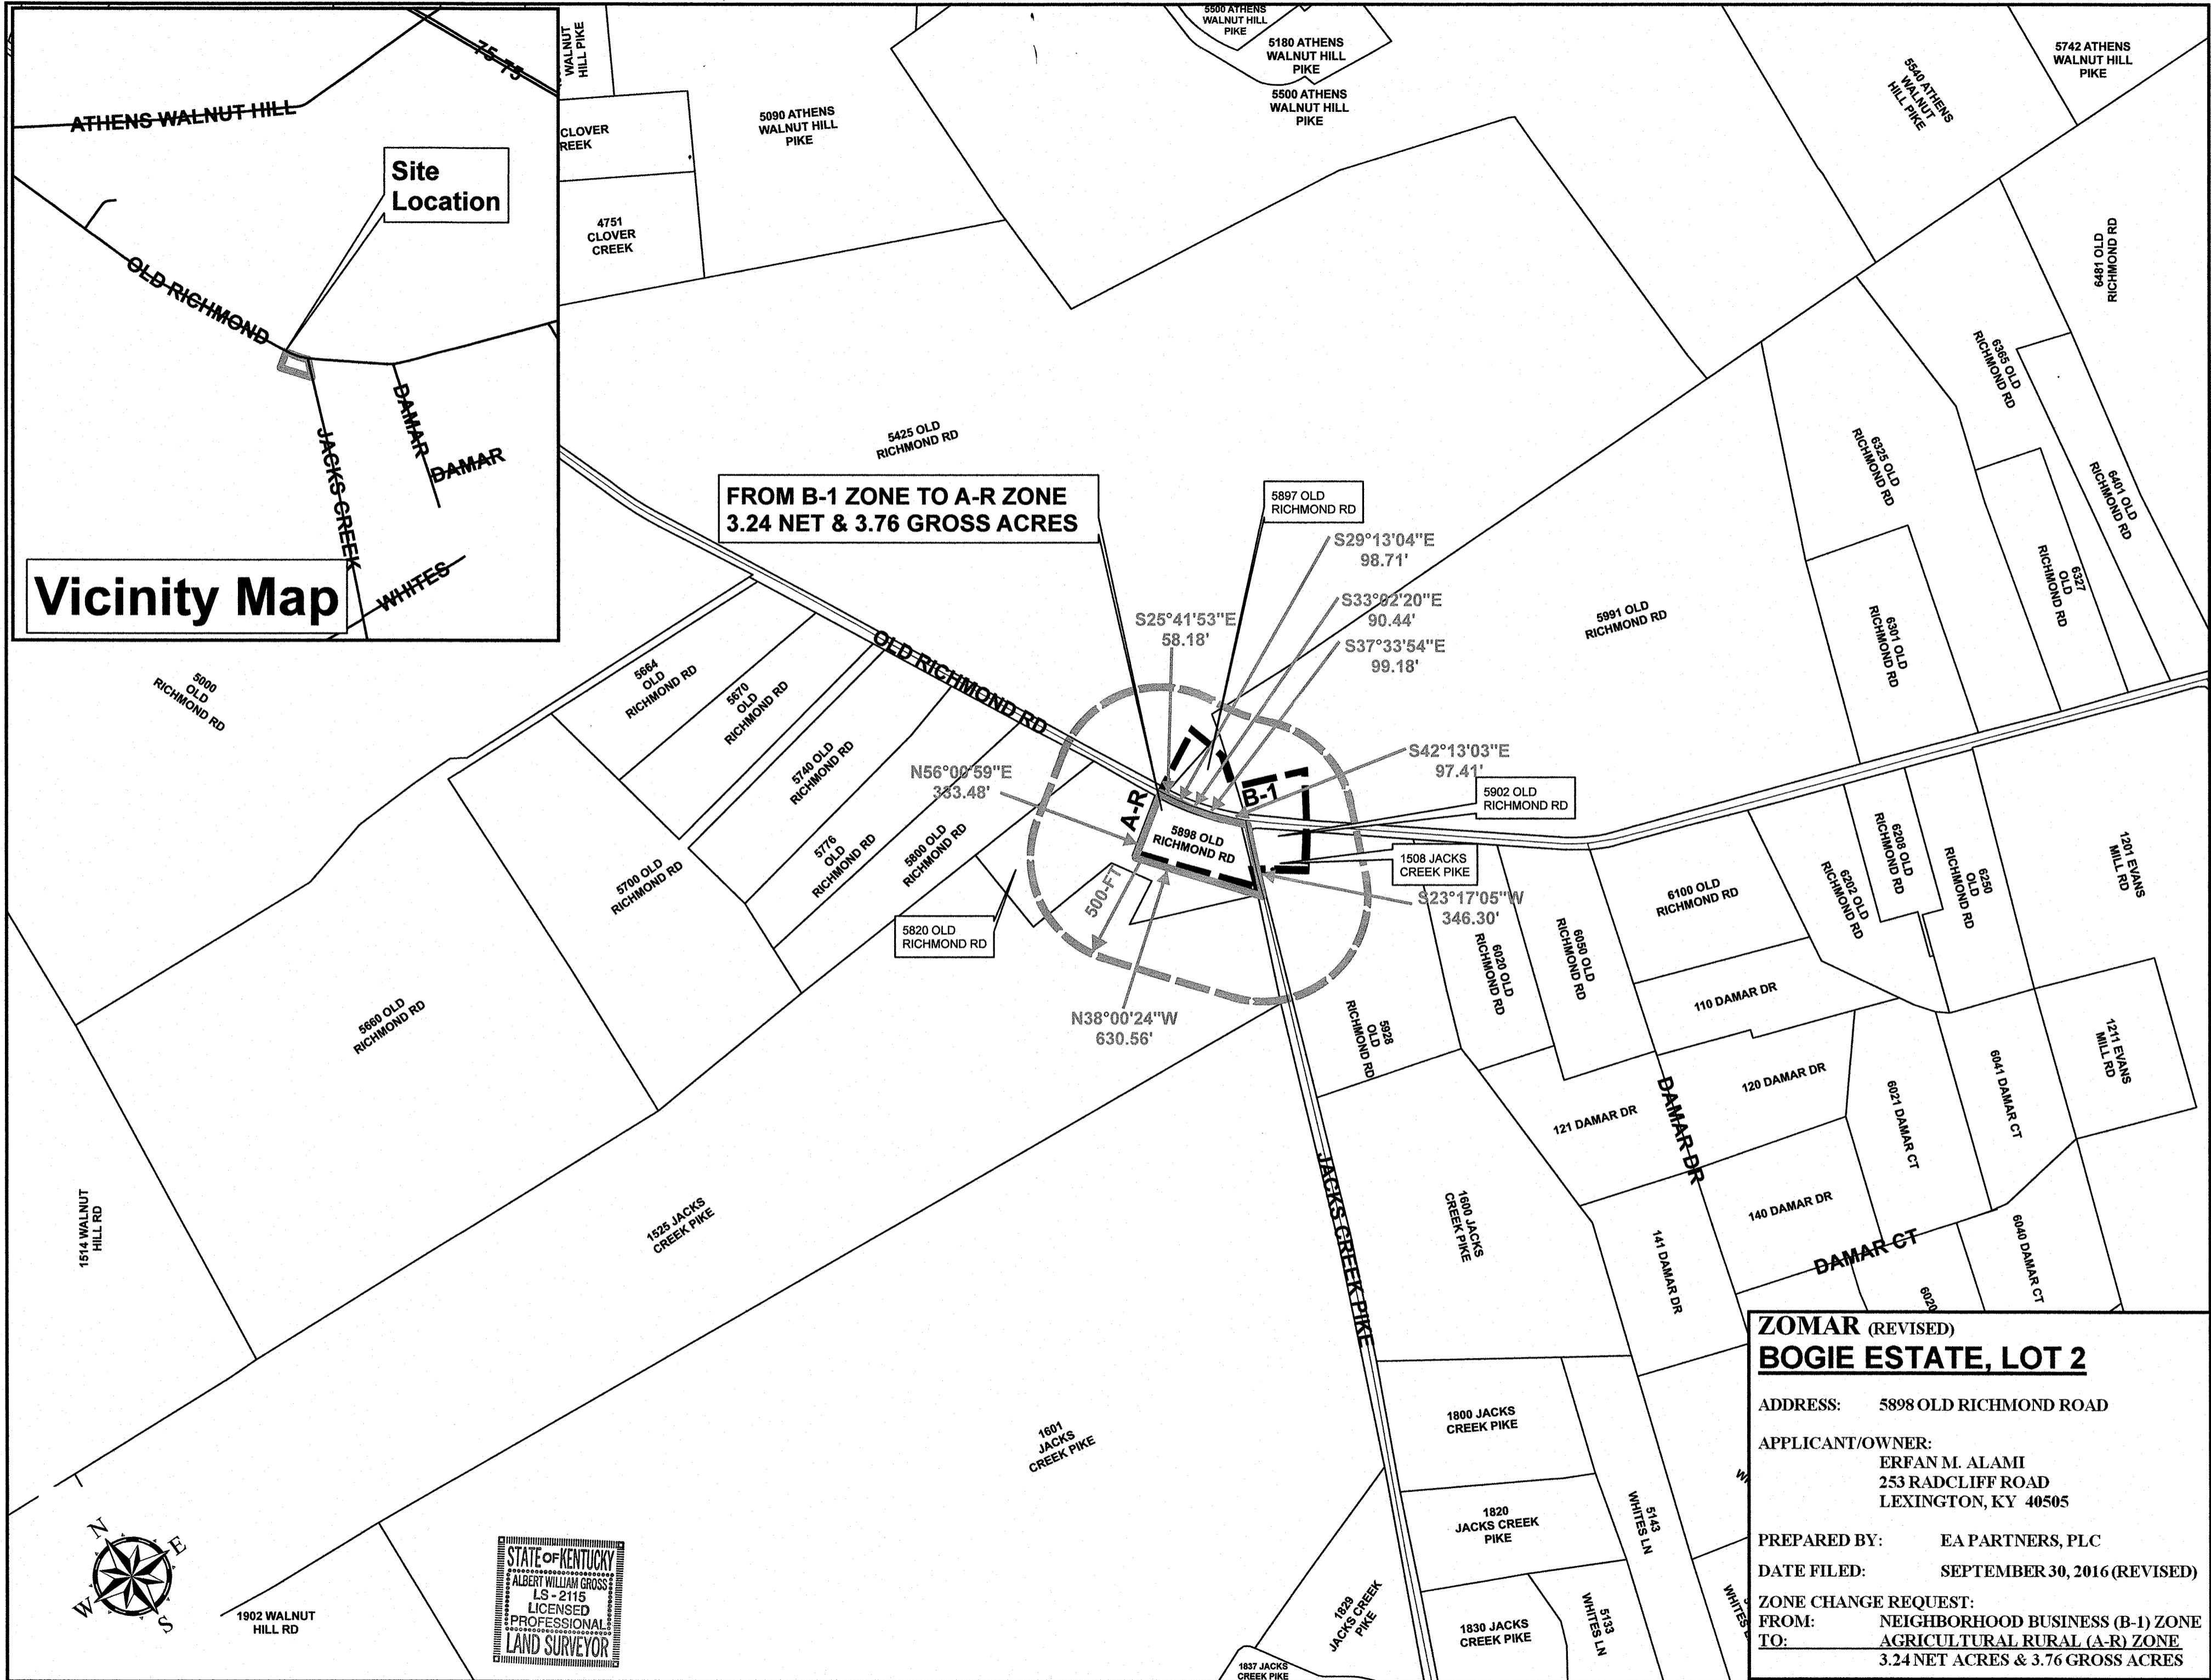 75 75
ATHENS WALNUT HILL
Site
Location
OLD RICHMOND
DAMAR
DAMAR
JACKS CREEK
WHITES
Vicinity Map
WALNUT
HILL PIKE
CLOVER
REEK
4751
CLOVER
CREEK
5090 ATHENS
WALNUT HILL
PIKE
5500 ATHENS
WALNUT HILL
PIKE
5180 ATHENS
WALNUT HILL
PIKE
5500 ATHENS
WALNUT HILL
PIKE
5540 ATHENS
WALNUT
HILL PIKE
5742 ATHENS
WALNUT HILL
PIKE
6481 OLD
RICHMOND RD
6365 OLD
RICHMOND RD
6401 OLD
RICHMOND RD
6325 OLD
RICHMOND RD
6327
OLD
RICHMOND RD
6301 OLD
RICHMOND RD
5425 OLD
RICHMOND RD
FROM B-1 ZONE TO A-R ZONE
3.24 NET & 3.76 GROSS ACRES
5897 OLD
RICHMOND RD
S29°13'04"E
98.71'
S33°02'20"E
90.44'
S25°41'53"E
58.18'
S37°33'54"E
99.18'
5991 OLD
RICHMOND RD
S42°13'03"E
97.41'
N56°00'59"E
333.48'
OLD RICHMOND RD
A-R
B-1
5898 OLD
RICHMOND RD
5902 OLD
RICHMOND RD
1508 JACKS
CREEK PIKE
S23°17'05"W
346.30'
500-FT
N38°00'24"W
630.56'
5000
OLD
RICHMOND RD
5664
OLD
RICHMOND RD
5670
OLD
RICHMOND RD
5740 OLD
RICHMOND RD
5776
OLD
RICHMOND RD
5800 OLD
RICHMOND RD
5820 OLD
RICHMOND RD
5700 OLD
RICHMOND RD
5660 OLD
RICHMOND RD
5928
OLD
RICHMOND RD
6020 OLD
RICHMOND RD
6050 OLD
RICHMOND RD
6100 OLD
RICHMOND RD
6202 OLD
RICHMOND RD
6208 OLD
RICHMOND RD
6250
OLD
RICHMOND RD
1201 EVANS
MILL RD
1211 EVANS
MILL RD
110 DAMAR DR
120 DAMAR DR
121 DAMAR DR
DAMAR DR
140 DAMAR DR
141 DAMAR DR
6021 DAMAR CT
6041 DAMAR CT
DAMAR CT
6040 DAMAR CT
6020
1514 WALNUT
HILL RD
1525 JACKS
CREEK PIKE
JACKS CREEK PIKE
1600 JACKS
CREEK PIKE
1601
JACKS
CREEK PIKE
1800 JACKS
CREEK PIKE
1820
JACKS CREEK
PIKE
5143
WHITES LN
1829
JACKS CREEK
PIKE
1830 JACKS
CREEK PIKE
5133
WHITES LN
WHITES
1837 JACKS
CREEK PIKE
1902 WALNUT
HILL RD
N
E
W
S
STATE OF KENTUCKY
ALBERT WILLIAM GROSS
LS - 2115
LICENSED
PROFESSIONAL
LAND SURVEYOR
ZOMAR (REVISED)
BOGIE ESTATE, LOT 2
ADDRESS: 5898 OLD RICHMOND ROAD
APPLICANT/OWNER:
ERFAN M. ALAMI
253 RADCLIFF ROAD
LEXINGTON, KY 40505
PREPARED BY: EA PARTNERS, PLC
DATE FILED: SEPTEMBER 30, 2016 (REVISED)
ZONE CHANGE REQUEST:
FROM: NEIGHBORHOOD BUSINESS (B-1) ZONE
TO: AGRICULTURAL RURAL (A-R) ZONE
3.24 NET ACRES & 3.76 GROSS ACRES